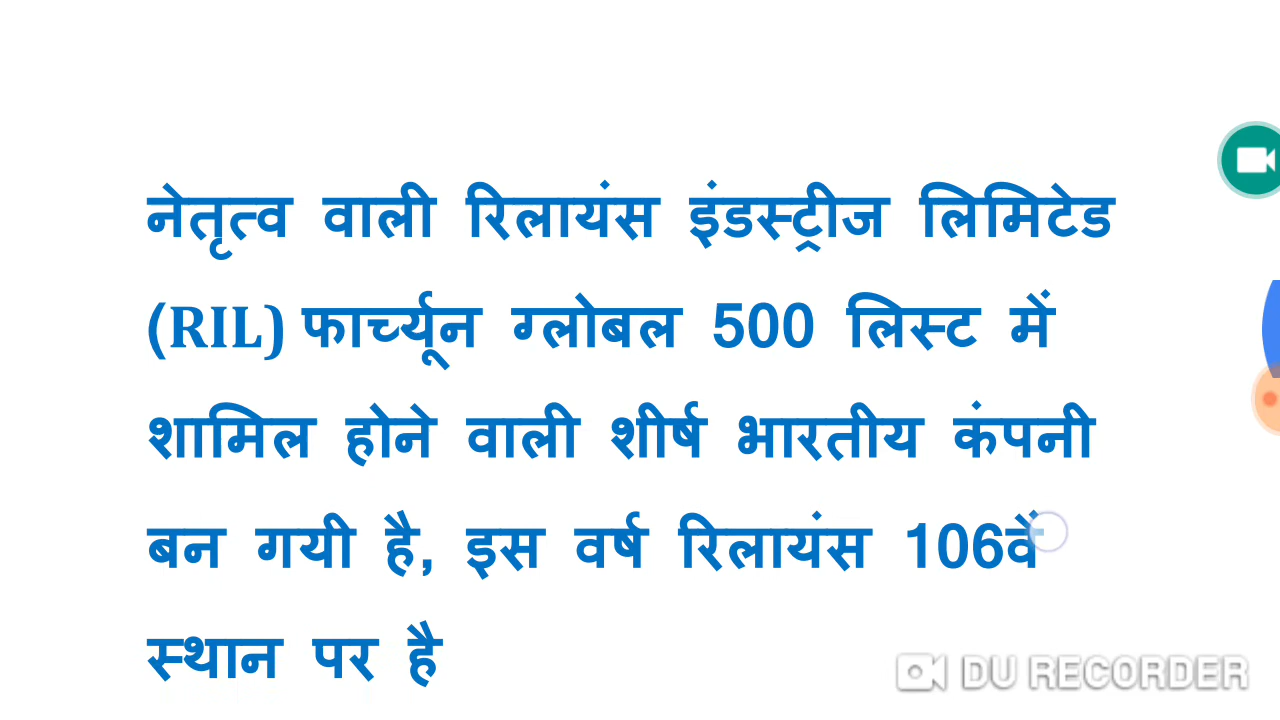 नेतृत्व वाली रिलायंस इंडस्ट्रीज लिमिटेड
(RIL) फार्च्यून ग्लोबल 500 लिस्ट में
शामिल होने वाली शीर्ष भारतीय कंपनी
बन गयी है, इस वर्ष रिलायंस 106वें
स्थान पर है
DU RECORDER